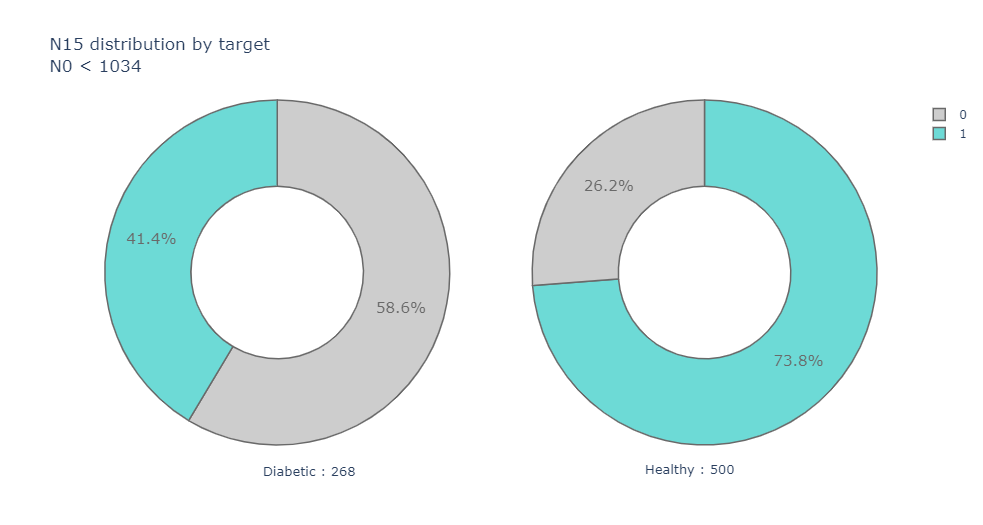 N15 distribution by target
N0 < 1034
0
1
26.2%
41.4%
58.6%
73.8%
Diabetic : 268
Healthy : 500